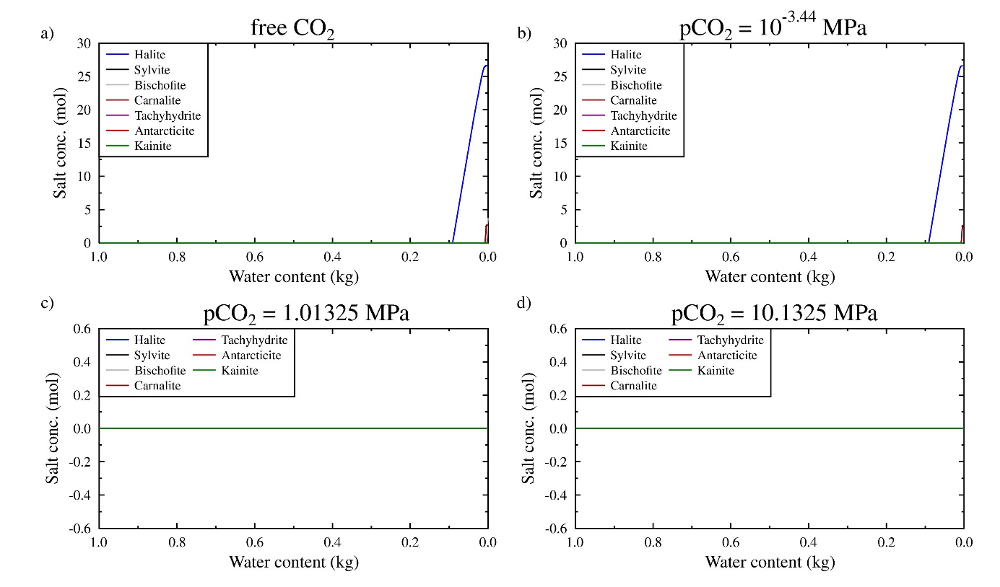 a)
free CO2
30
25
20
15
10
5
0
Salt conc. (mol)
Halite
Sylvite
Bischofite
Carnalite
Tachyhydrite
Antarcticite
Kainite
1.0 0.8 0.6 0.4 0.2 0.0
Water content (kg)
b)
pCO2 = 10^-3.44 MPa
30
25
20
15
10
5
0
Salt conc. (mol)
Halite
Sylvite
Bischofite
Carnalite
Tachyhydrite
Antarcticite
Kainite
1.0 0.8 0.6 0.4 0.2 0.0
Water content (kg)
c)
pCO2 = 1.01325 MPa
0.6
0.4
0.2
0.0
-0.2
-0.4
-0.6
Salt conc. (mol)
Halite Tachyhydrite
Sylvite Antarcticite
Bischofite Kainite
Carnalite
1.0 0.8 0.6 0.4 0.2 0.0
Water content (kg)
d)
pCO2 = 10.1325 MPa
0.6
0.4
0.2
0.0
-0.2
-0.4
-0.6
Salt conc. (mol)
Halite Tachyhydrite
Sylvite Antarcticite
Bischofite Kainite
Carnalite
1.0 0.8 0.6 0.4 0.2 0.0
Water content (kg)